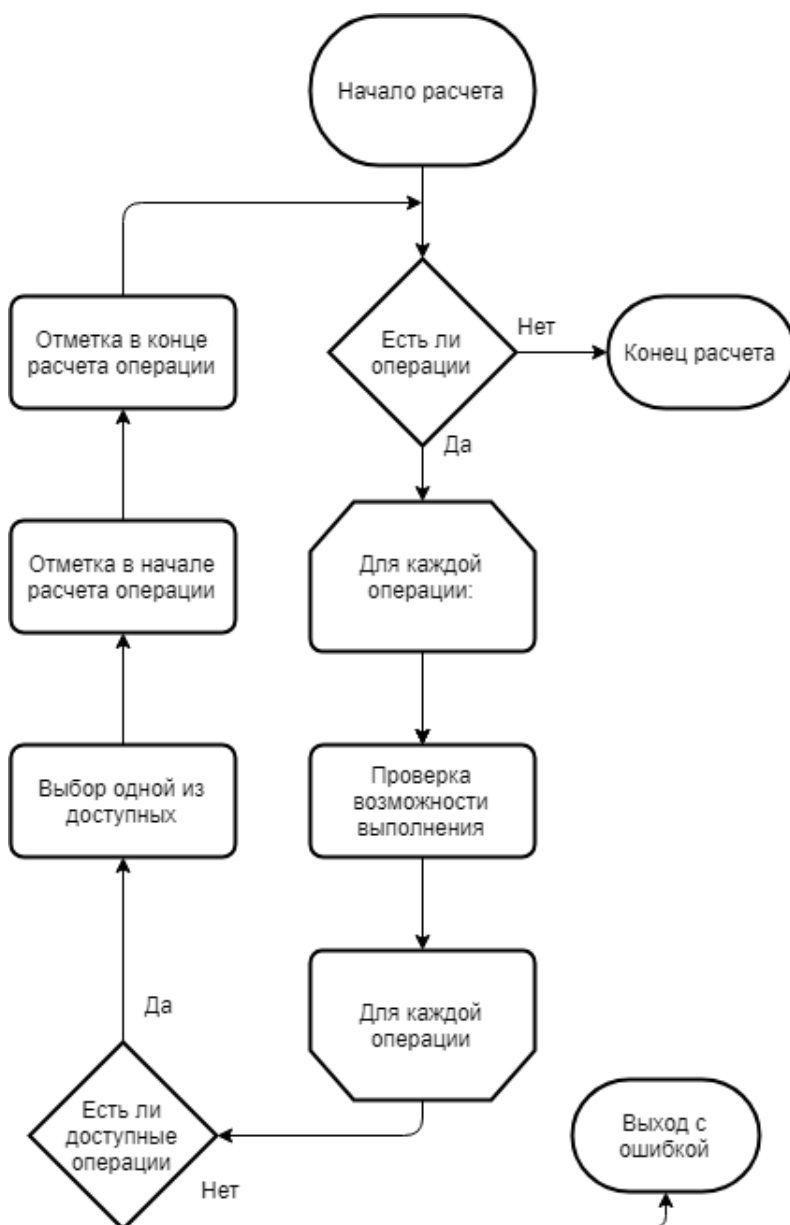 Начало расчета
Отметка в конце
расчета операции
Есть ли
операции
Нет
Конец расчета
Да
Отметка в начале
расчета операции
Для каждой
операции:
Выбор одной из
доступных
Проверка
возможности
выполнения
Для каждой
операции
Да
Есть ли
доступные
операции
Нет
Выход с
ошибкой